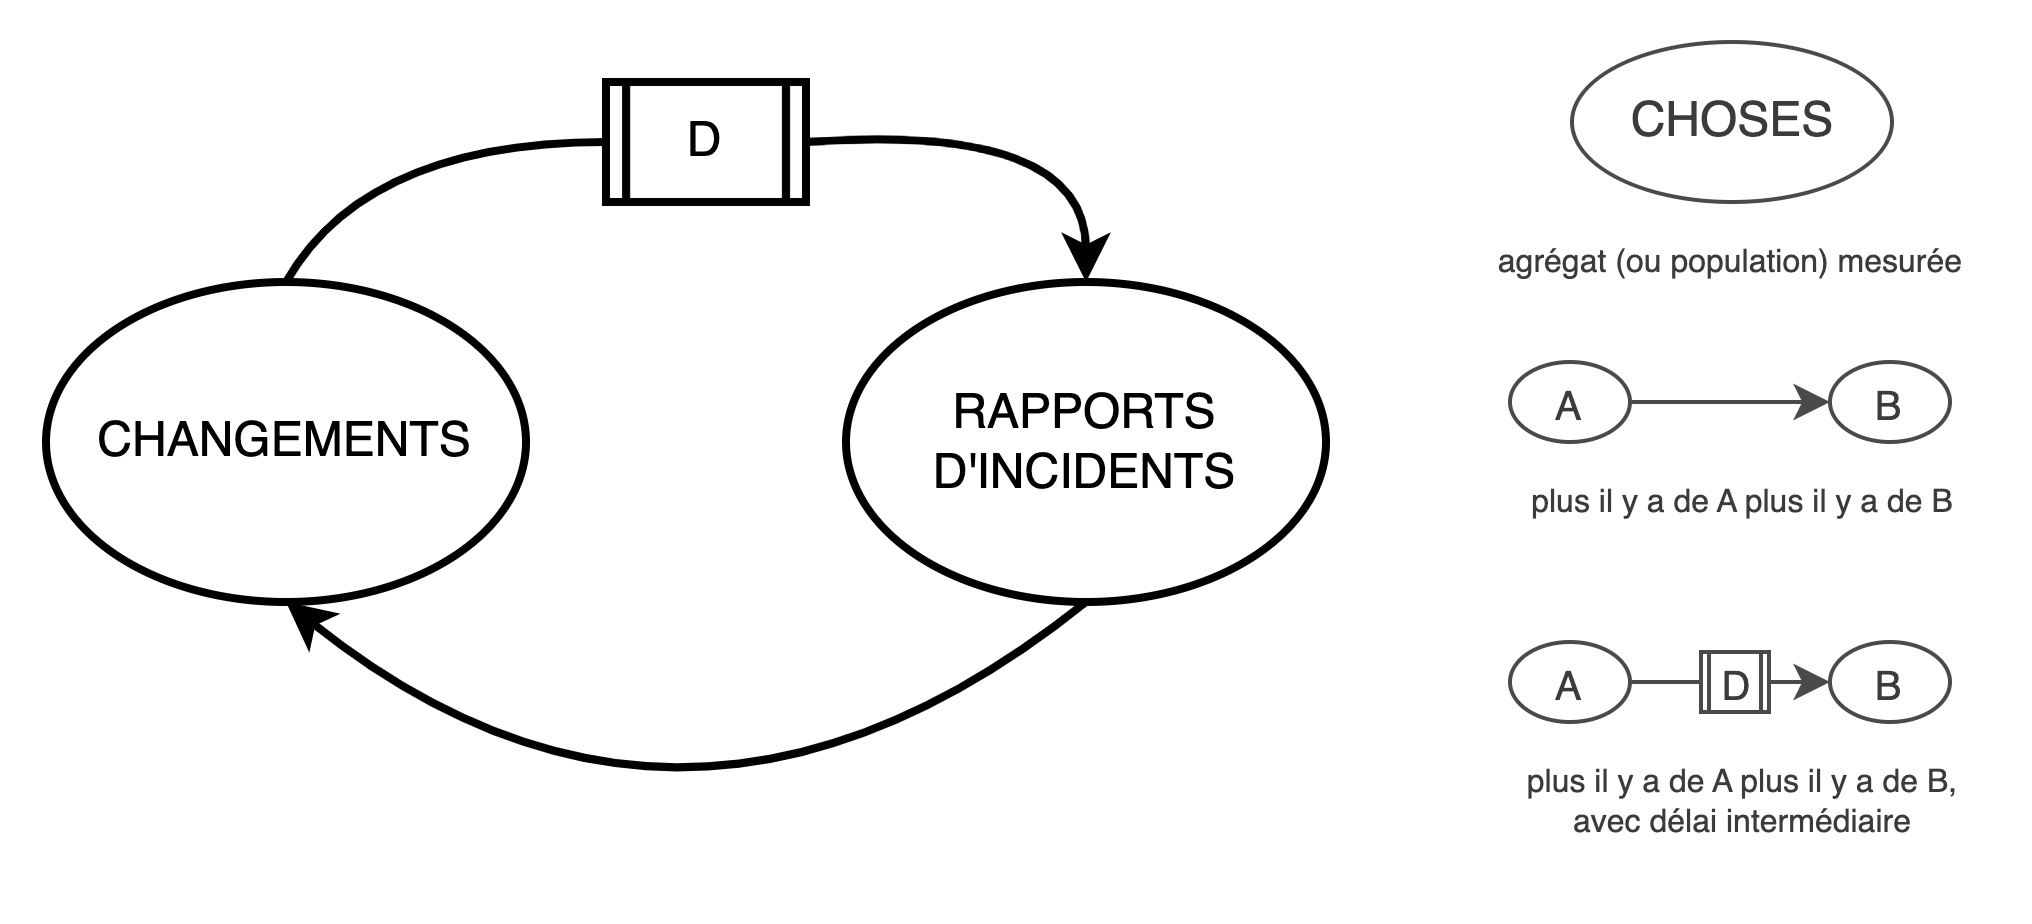 D
CHANGEMENTS
RAPPORTS
D'INCIDENTS
CHOSES
agrégat (ou population) mesurée
A
B
plus il y a de A plus il y a de B
A
D
B
plus il y a de A plus il y a de B,
avec délai intermédiaire